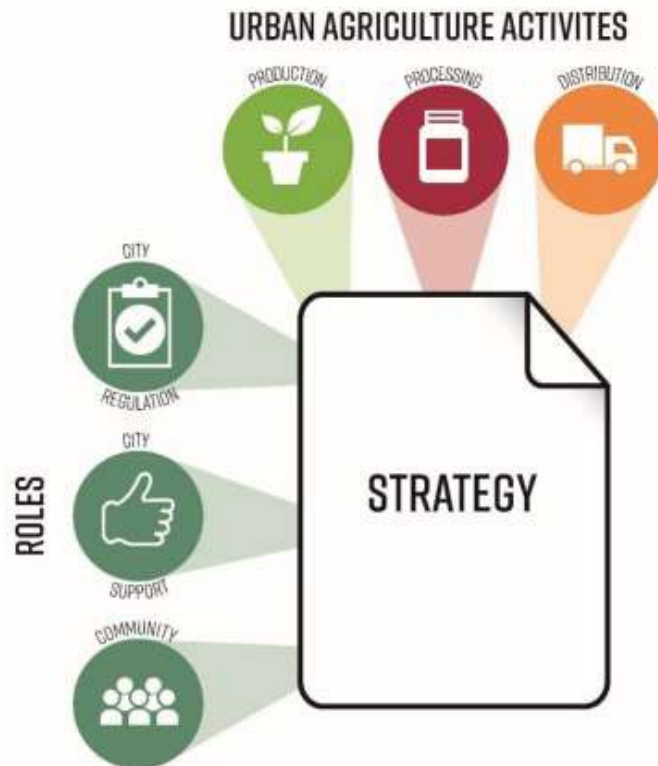 URBAN AGRICULTURE ACTIVITES
PRODUCTION
PROCESSING
DISTRIBUTION
CITY
REGULATION
CITY
SUPPORT
COMMUNITY
ROLES
STRATEGY